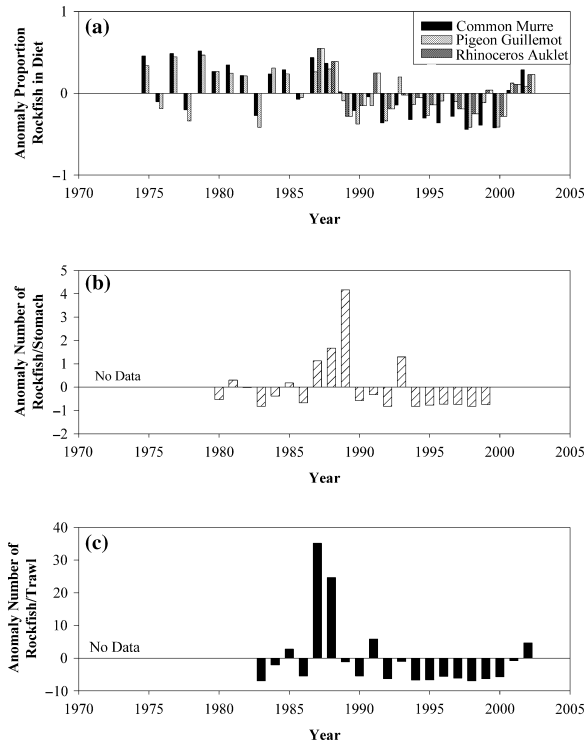 (a)
Common Murre
Pigeon Guillemot
Rhinoceros Auklet
Anomaly Proportion
Rockfish in Diet
1
0
−1
1970 1975 1980 1985 1990 1995 2000 2005
Year
(b)
Anomaly Number of
Rockfish/Stomach
5
4
3
2
1
0
−1
−2
No Data
1970 1975 1980 1985 1990 1995 2000 2005
Year
(c)
Anomaly Number of
Rockfish/Trawl
40
30
20
10
0
−10
No Data
1970 1975 1980 1985 1990 1995 2000 2005
Year